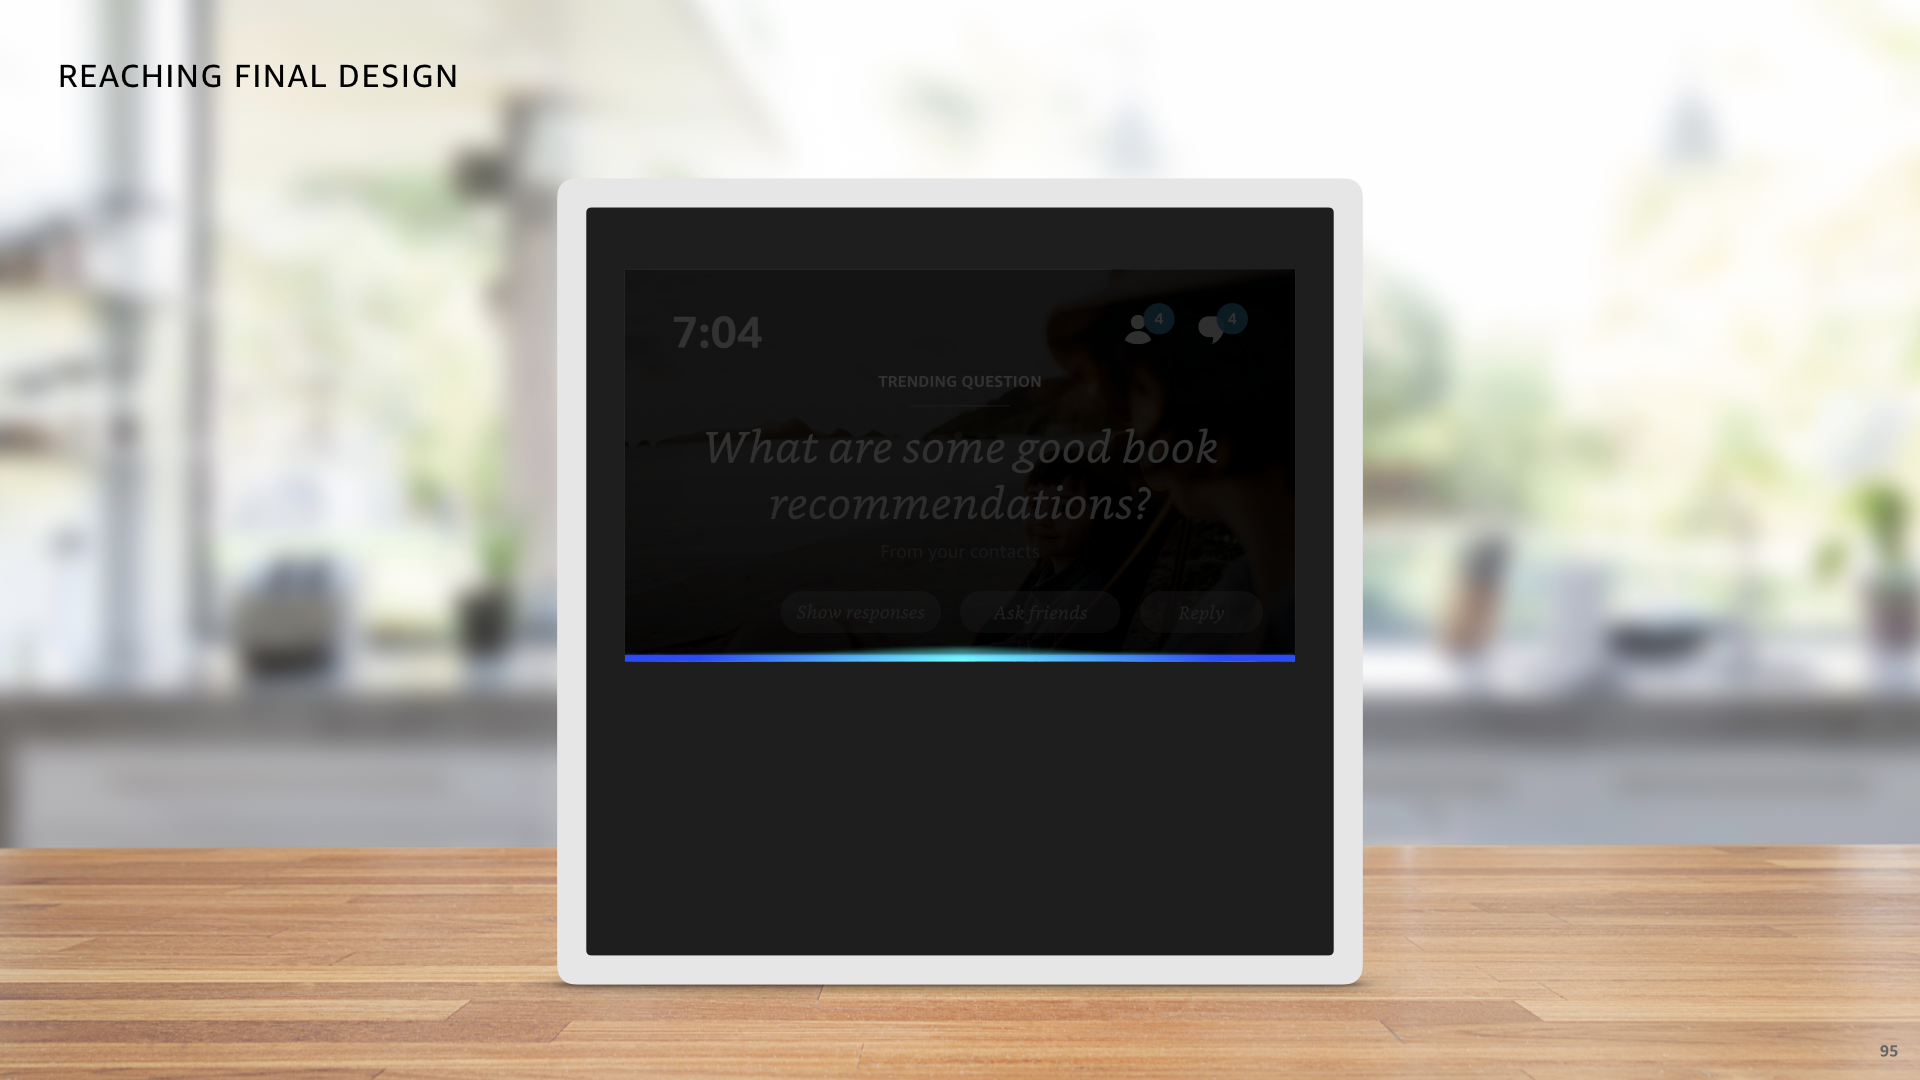 REACHING FINAL DESIGN
7:04
4
4
TRENDING QUESTION
What are some good book
recommendations?
From your contacts
Show responses
Ask friends
Reply
95